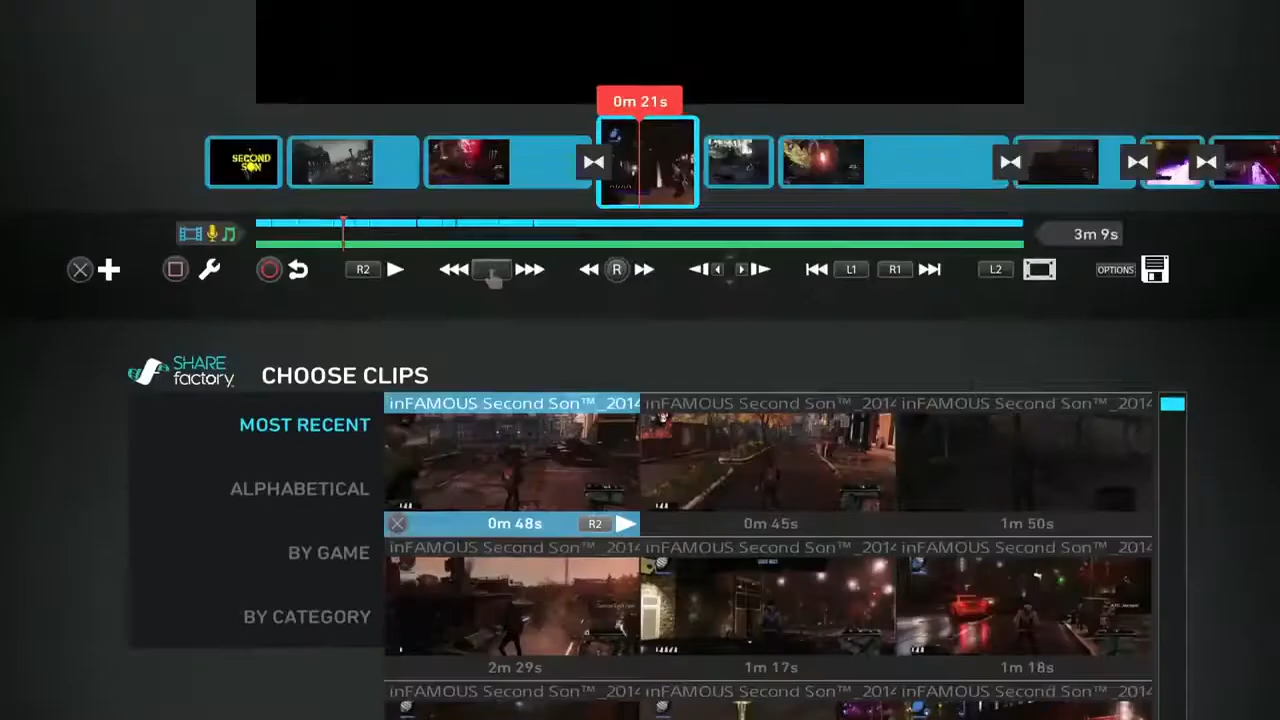 0m 21s
SECOND
SON
3m 9s
R2
R
L1
R1
L2
OPTIONS
SHARE
factory™
CHOOSE CLIPS
MOST RECENT
ALPHABETICAL
BY GAME
BY CATEGORY
inFAMOUS Second Son™_2014
inFAMOUS Second Son™_2014
inFAMOUS Second Son™_2014
0m 48s
R2
0m 45s
1m 50s
inFAMOUS Second Son™_2014
inFAMOUS Second Son™_2014
inFAMOUS Second Son™_2014
2m 29s
1m 17s
1m 18s
inFAMOUS Second Son™_2014
inFAMOUS Second Son™_2014
inFAMOUS Second Son™_2014